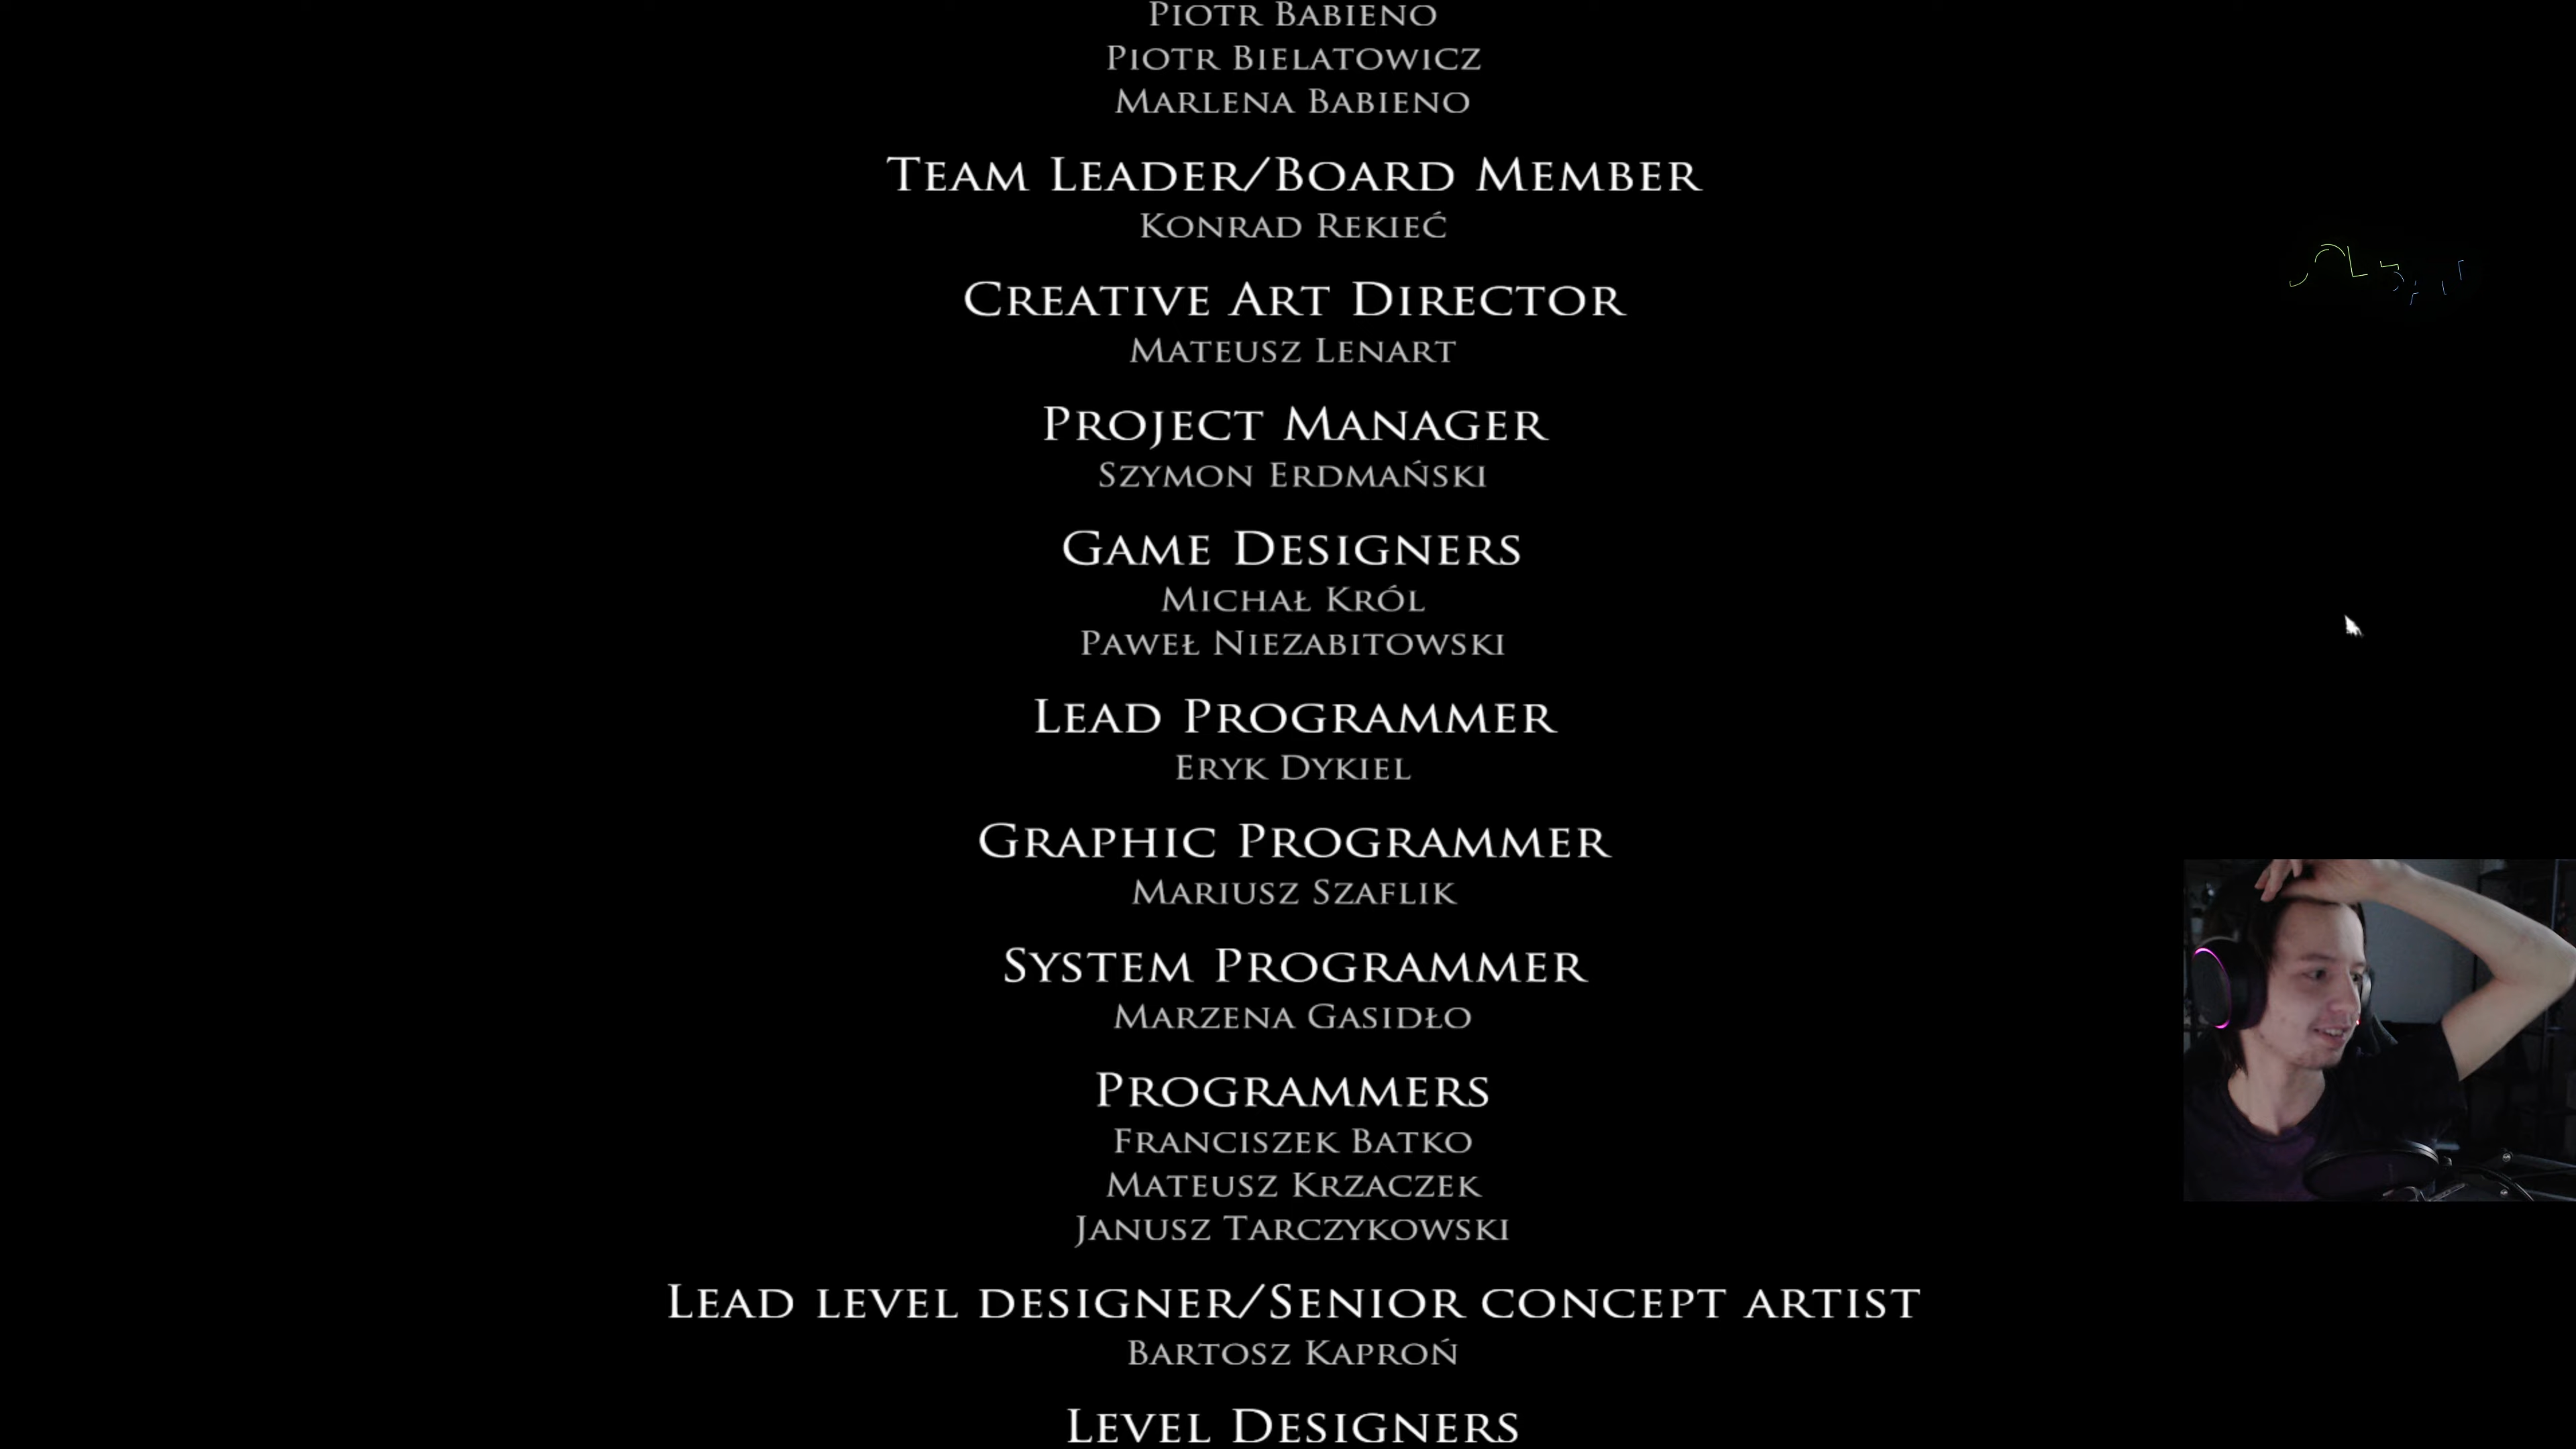 Piotr Babieno
Piotr Bielatowicz
Marlena Babieno
Team Leader/Board Member
Konrad Rekieć
Creative Art Director
Mateusz Lenart
Project Manager
Szymon Erdmański
Game Designers
Michał Król
Paweł Niezabitowski
Lead Programmer
Eryk Dykiel
Graphic Programmer
Mariusz Szaflik
System Programmer
Marzena Gasidło
Programmers
Franciszek Batko
Mateusz Krzaczek
Janusz Tarczykowski
Lead level designer/Senior concept artist
Bartosz Kaproń
Level Designers